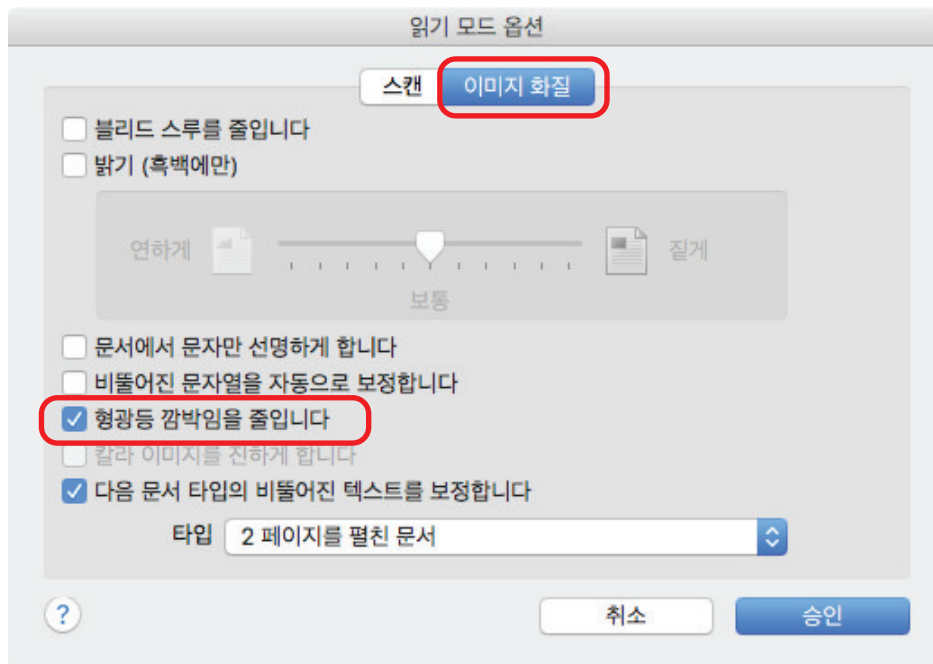 읽기 모드 옵션
스캔 이미지 화질
블리드 스루를 줄입니다
밝기 (흑백에만)
연하게 짙게
보통
문서에서 문자만 선명하게 합니다
비뚤어진 문자열을 자동으로 보정합니다
형광등 깜박임을 줄입니다
칼라 이미지를 진하게 합니다
다음 문서 타입의 비뚤어진 텍스트를 보정합니다
타입 2 페이지를 펼친 문서
? 취소 승인